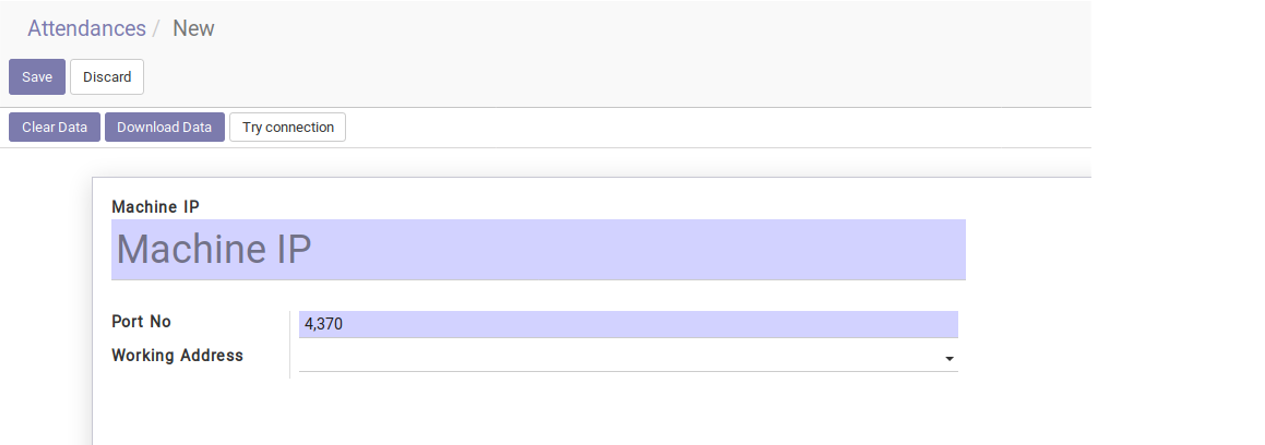 Attendances / New
Save Discard
Clear Data Download Data Try connection
Machine IP
Machine IP
Port No 4,370
Working Address